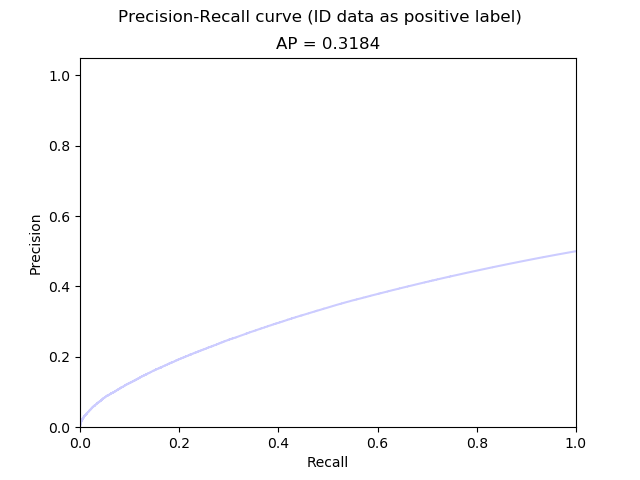 Precision-Recall curve (ID data as positive label)
AP = 0.3184
1.0
0.8
0.6
0.4
0.2
0.0
Precision
0.0 0.2 0.4 0.6 0.8 1.0
Recall